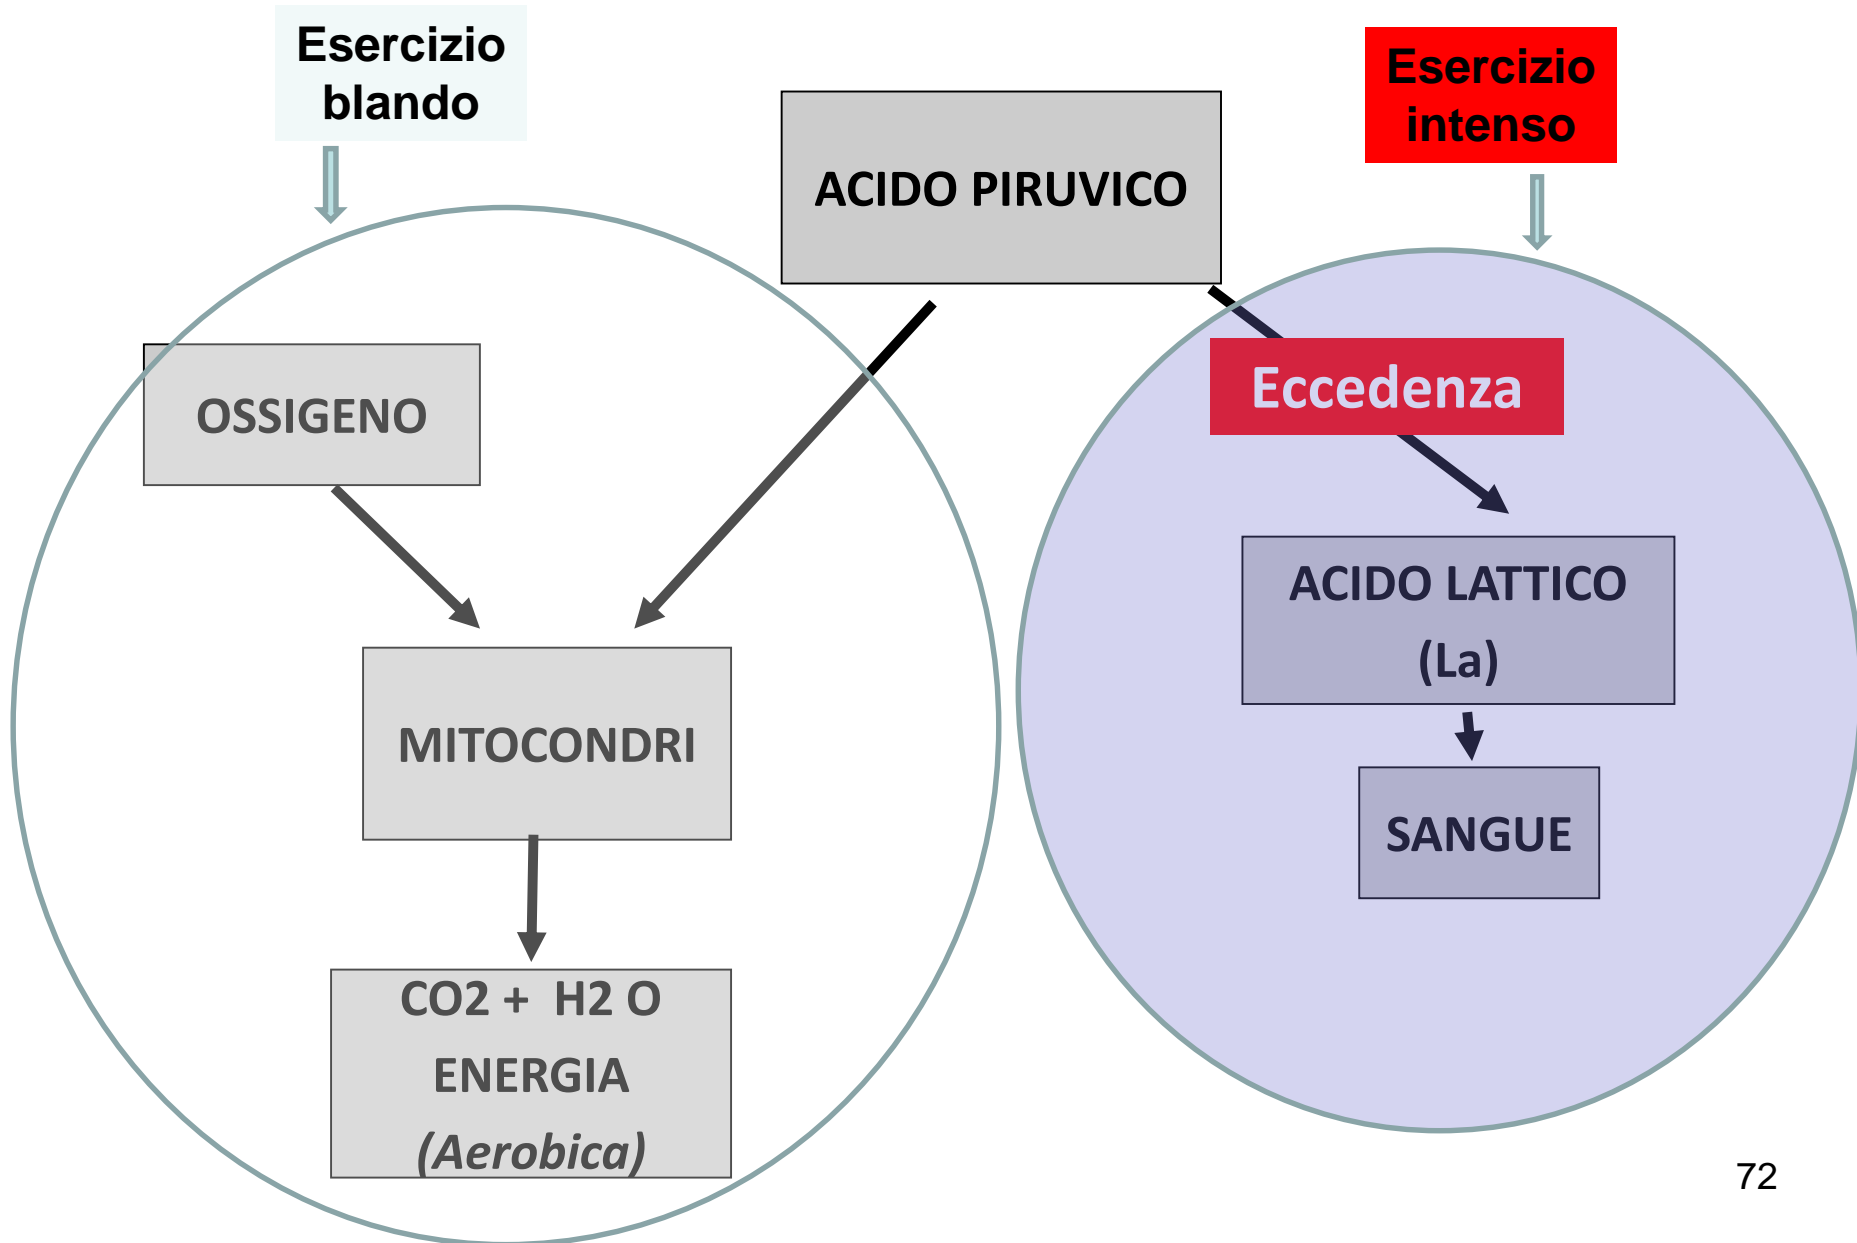 Esercizio
blando
ACIDO PIRUVICO
Esercizio
intenso
OSSIGENO
Eccedenza
MITOCONDRI
ACIDO LATTICO
(La)
SANGUE
CO2 +  H2 O
ENERGIA
(Aerobica)
72